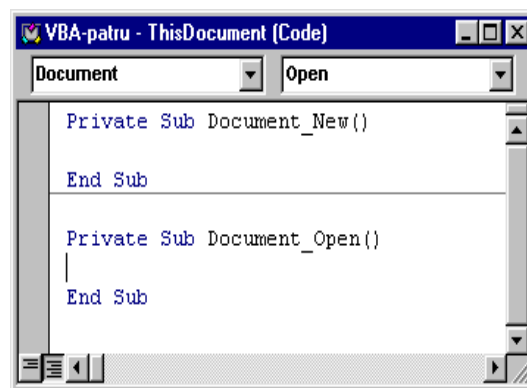 VBA-patru - ThisDocument (Code)
Document Open
Private Sub Document_New()
End Sub
Private Sub Document_Open()
End Sub